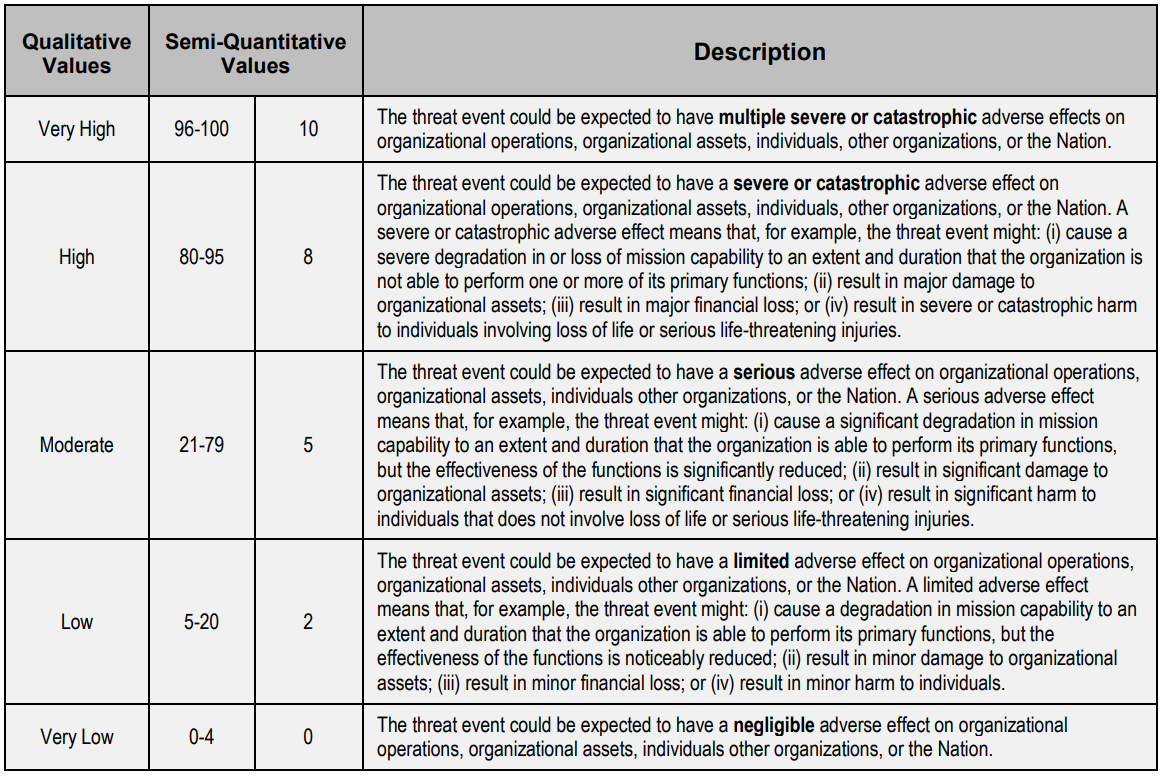 Qualitative
Values
Semi-Quantitative
Values
Description
Very High
96-100
10
The threat event could be expected to have multiple severe or catastrophic adverse effects on
organizational operations, organizational assets, individuals, other organizations, or the Nation.
High
80-95
8
The threat event could be expected to have a severe or catastrophic adverse effect on
organizational operations, organizational assets, individuals, other organizations, or the Nation. A
severe or catastrophic adverse effect means that, for example, the threat event might: (i) cause a
severe degradation in or loss of mission capability to an extent and duration that the organization is
not able to perform one or more of its primary functions; (ii) result in major damage to
organizational assets; (iii) result in major financial loss; or (iv) result in severe or catastrophic harm
to individuals involving loss of life or serious life-threatening injuries.
Moderate
21-79
5
The threat event could be expected to have a serious adverse effect on organizational operations,
organizational assets, individuals other organizations, or the Nation. A serious adverse effect
means that, for example, the threat event might: (i) cause a significant degradation in mission
capability to an extent and duration that the organization is able to perform its primary functions,
but the effectiveness of the functions is significantly reduced; (ii) result in significant damage to
organizational assets; (iii) result in significant financial loss; or (iv) result in significant harm to
individuals that does not involve loss of life or serious life-threatening injuries.
Low
5-20
2
The threat event could be expected to have a limited adverse effect on organizational operations,
organizational assets, individuals other organizations, or the Nation. A limited adverse effect
means that, for example, the threat event might: (i) cause a degradation in mission capability to an
extent and duration that the organization is able to perform its primary functions, but the
effectiveness of the functions is noticeably reduced; (ii) result in minor damage to organizational
assets; (iii) result in minor financial loss; or (iv) result in minor harm to individuals.
Very Low
0-4
0
The threat event could be expected to have a negligible adverse effect on organizational
operations, organizational assets, individuals other organizations, or the Nation.